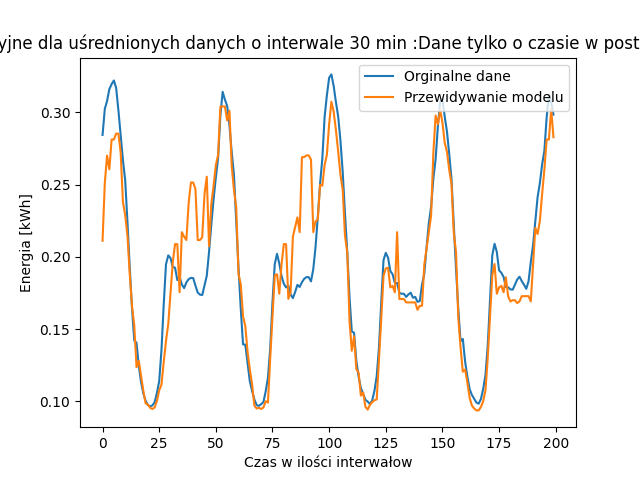 yjne dla uśrednionych danych o interwale 30 min :Dane tylko o czasie w post
Orginalne dane
Przewidywanie modelu
0.30
0.25
0.20
0.15
0.10
Energia [kWh]
0 25 50 75 100 125 150 175 200
Czas w ilości interwałow